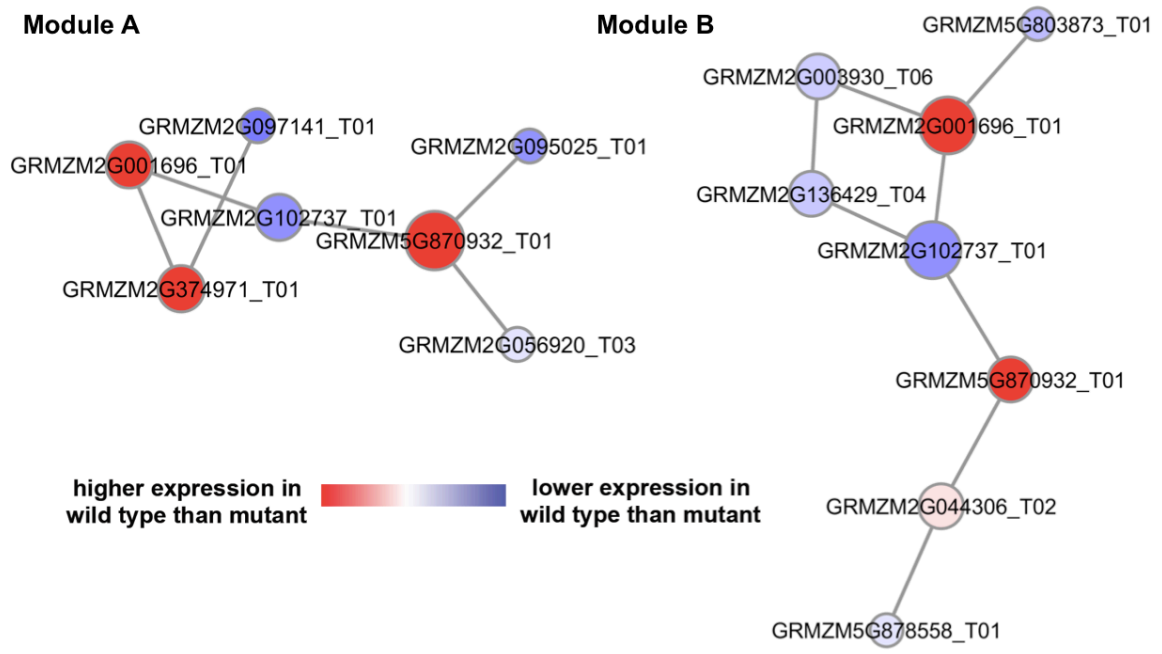 Module A
GRMZM2G097141_T01
GRMZM2G001696_T01
GRMZM2G102737_T01
GRMZM2G374971_T01
GRMZM2G095025_T01
GRMZM5G870932_T01
GRMZM2G056920_T03
Module B
GRMZM5G803873_T01
GRMZM2G003930_T06
GRMZM2G001696_T01
GRMZM2G136429_T04
GRMZM2G102737_T01
GRMZM5G870932_T01
GRMZM2G044306_T02
GRMZM5G878558_T01
higher expression in
wild type than mutant
lower expression in
wild type than mutant